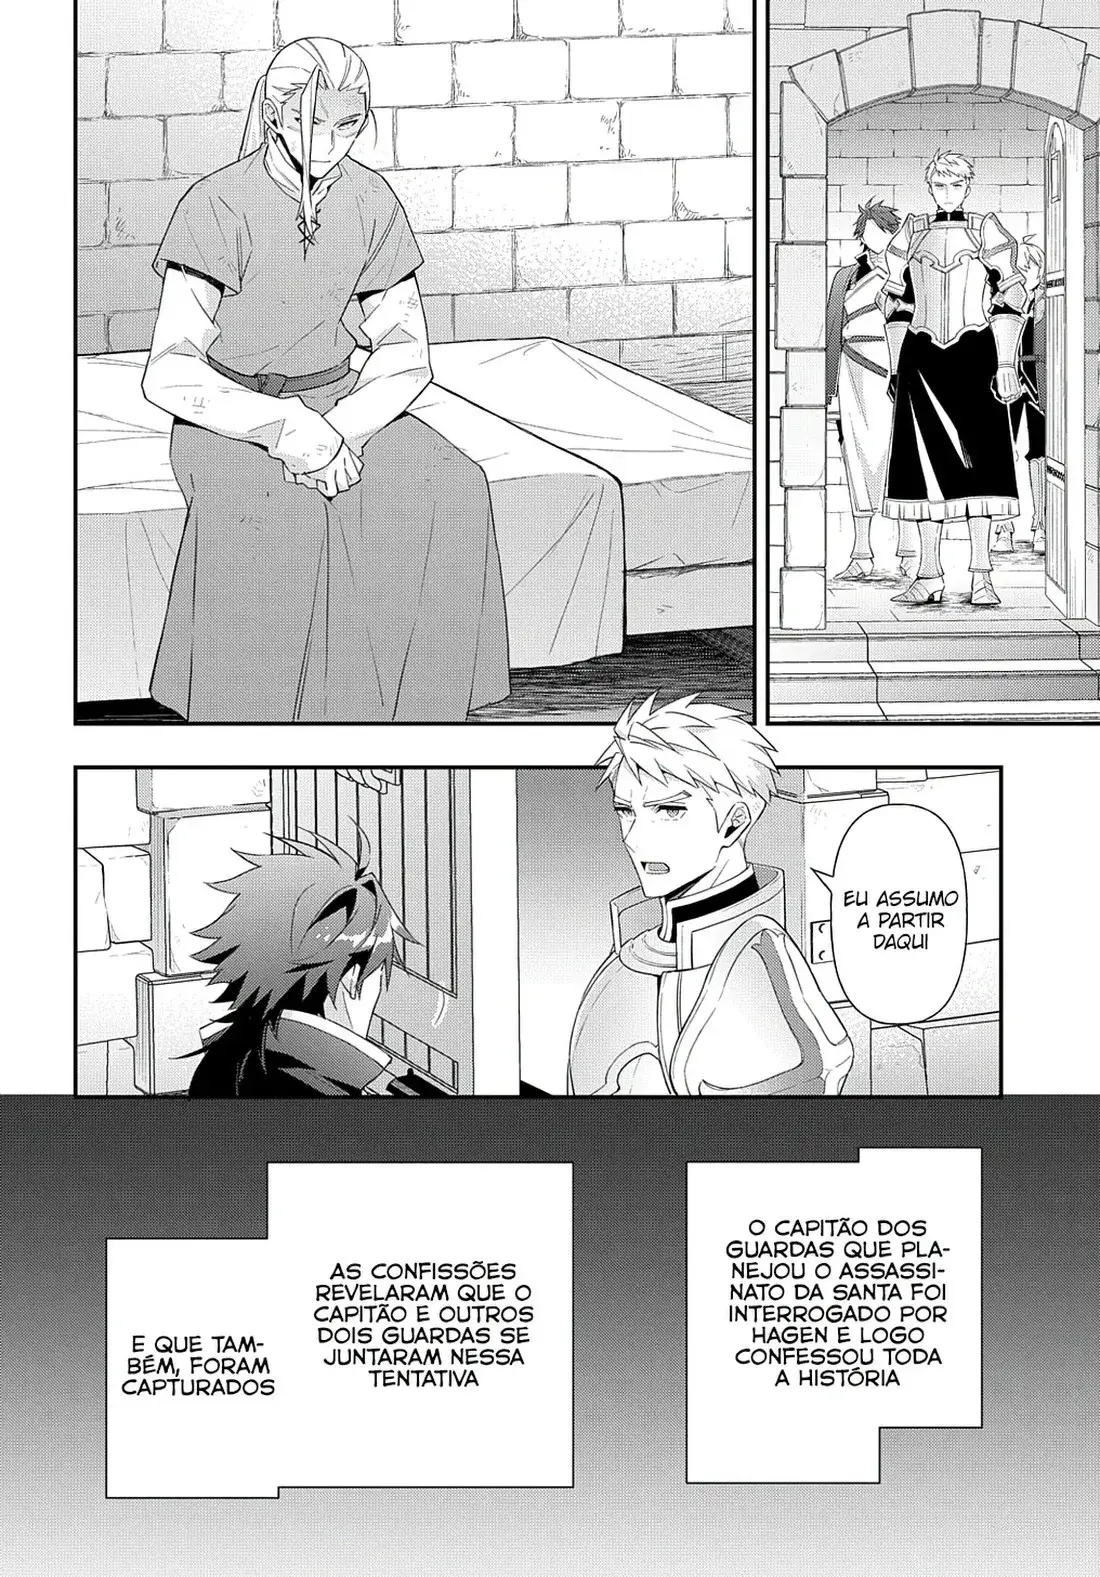 EU ASSUMO
A PARTIR
DAQUI
O CAPITÃO DOS
GUARDAS QUE PLA-
NEJOU O ASSASSI-
NATO DA SANTA FOI
INTERROGADO POR
HAGEN E LOGO
CONFESSOU TODA
A HISTÓRIA
AS CONFISSÕES
REVELARAM QUE O
CAPITÃO E OUTROS
DOIS GUARDAS SE
JUNTARAM NESSA
TENTATIVA
E QUE TAM-
BÉM, FORAM
CAPTURADOS